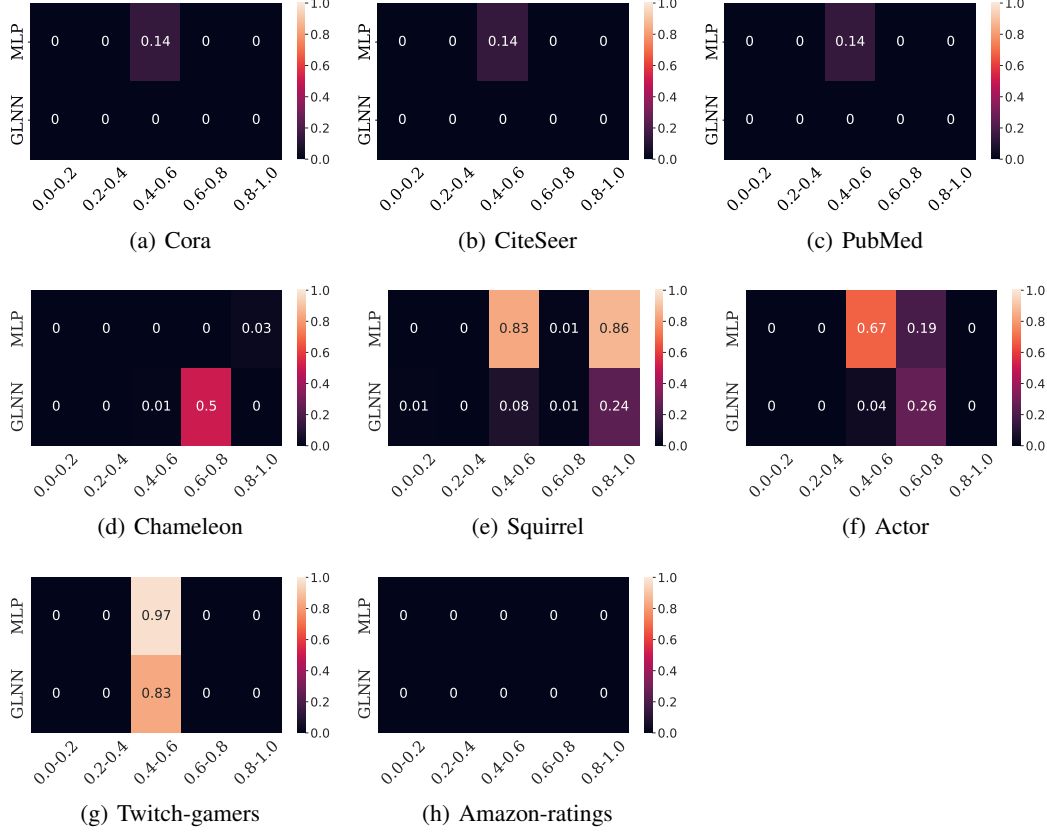 MLP 0 0 0.14 0 0
GLNN 0 0 0 0 0
0.0-0.2 0.2-0.4 0.4-0.6 0.6-0.8 0.8-1.0
1.0 0.8 0.6 0.4 0.2 0.0
(a) Cora
MLP 0 0 0.14 0 0
GLNN 0 0 0 0 0
0.0-0.2 0.2-0.4 0.4-0.6 0.6-0.8 0.8-1.0
1.0 0.8 0.6 0.4 0.2 0.0
(b) CiteSeer
MLP 0 0 0.14 0 0
GLNN 0 0 0 0 0
0.0-0.2 0.2-0.4 0.4-0.6 0.6-0.8 0.8-1.0
1.0 0.8 0.6 0.4 0.2 0.0
(c) PubMed
MLP 0 0 0 0 0.03
GLNN 0 0 0.01 0.5 0
0.0-0.2 0.2-0.4 0.4-0.6 0.6-0.8 0.8-1.0
1.0 0.8 0.6 0.4 0.2 0.0
(d) Chameleon
MLP 0 0 0.83 0.01 0.86
GLNN 0.01 0 0.08 0.01 0.24
0.0-0.2 0.2-0.4 0.4-0.6 0.6-0.8 0.8-1.0
1.0 0.8 0.6 0.4 0.2 0.0
(e) Squirrel
MLP 0 0 0.67 0.19 0
GLNN 0 0 0.04 0.26 0
0.0-0.2 0.2-0.4 0.4-0.6 0.6-0.8 0.8-1.0
1.0 0.8 0.6 0.4 0.2 0.0
(f) Actor
MLP 0 0 0.97 0 0
GLNN 0 0 0.83 0 0
0.0-0.2 0.2-0.4 0.4-0.6 0.6-0.8 0.8-1.0
1.0 0.8 0.6 0.4 0.2 0.0
(g) Twitch-gamers
MLP 0 0 0 0 0
GLNN 0 0 0 0 0
0.0-0.2 0.2-0.4 0.4-0.6 0.6-0.8 0.8-1.0
1.0 0.8 0.6 0.4 0.2 0.0
(h) Amazon-ratings